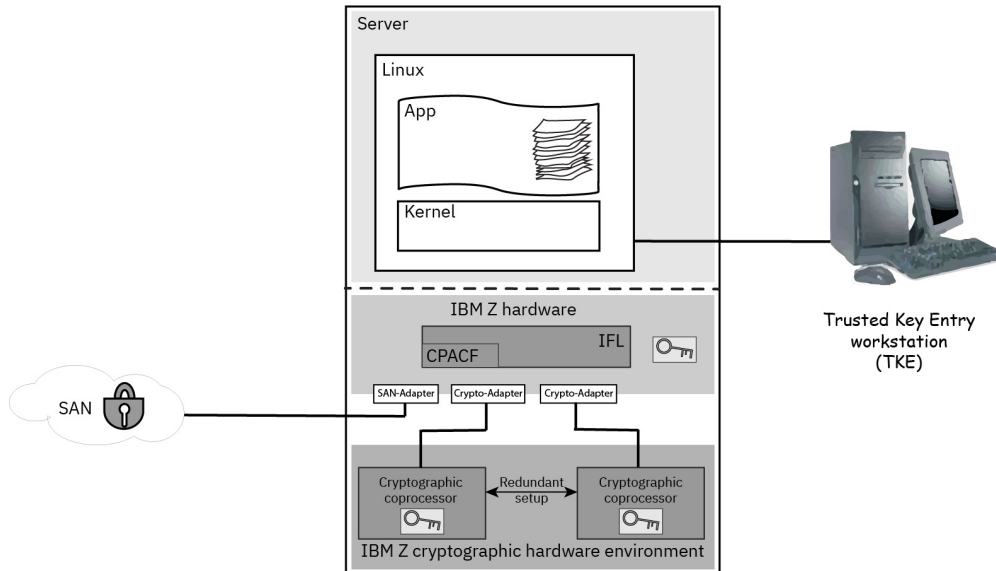 Server
Linux
App
Kernel
IBM Z hardware
IFL
CPACF
SAN-Adapter
Crypto-Adapter
Crypto-Adapter
SAN
Trusted Key Entry
workstation
(TKE)
Cryptographic
coprocessor
Redundant
setup
Cryptographic
coprocessor
IBM Z cryptographic hardware environment